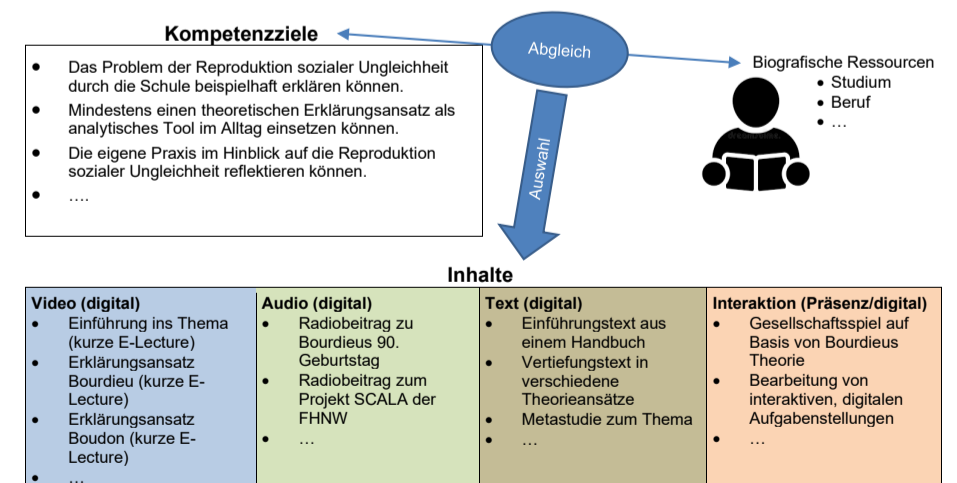 Kompetenzziele
Abgleich
• Das Problem der Reproduktion sozialer Ungleichheit
durch die Schule beispielhaft erklären können.
• Mindestens einen theoretischen Erklärungsansatz als
analytisches Tool im Alltag einsetzen können.
• Die eigene Praxis im Hinblick auf die Reproduktion
sozialer Ungleichheit reflektieren können.
• ….
Biografische Ressourcen
• Studium
• Beruf
• …
Auswahl
Inhalte
Video (digital)
• Einführung ins Thema
(kurze E-Lecture)
• Erklärungsansatz
Bourdieu (kurze E-
Lecture)
• Erklärungsansatz
Boudon (kurze E-
Lecture)
• …
Audio (digital)
• Radiobeitrag zu
Bourdieus 90.
Geburtstag
• Radiobeitrag zum
Projekt SCALA der
FHNW
• …
Text (digital)
• Einführungstext aus
einem Handbuch
• Vertiefungstext in
verschiedene
Theorieansätze
• Metastudie zum Thema
• …
Interaktion (Präsenz/digital)
• Gesellschaftsspiel auf
Basis von Bourdieus
Theorie
• Bearbeitung von
interaktiven, digitalen
Aufgabenstellungen
• …